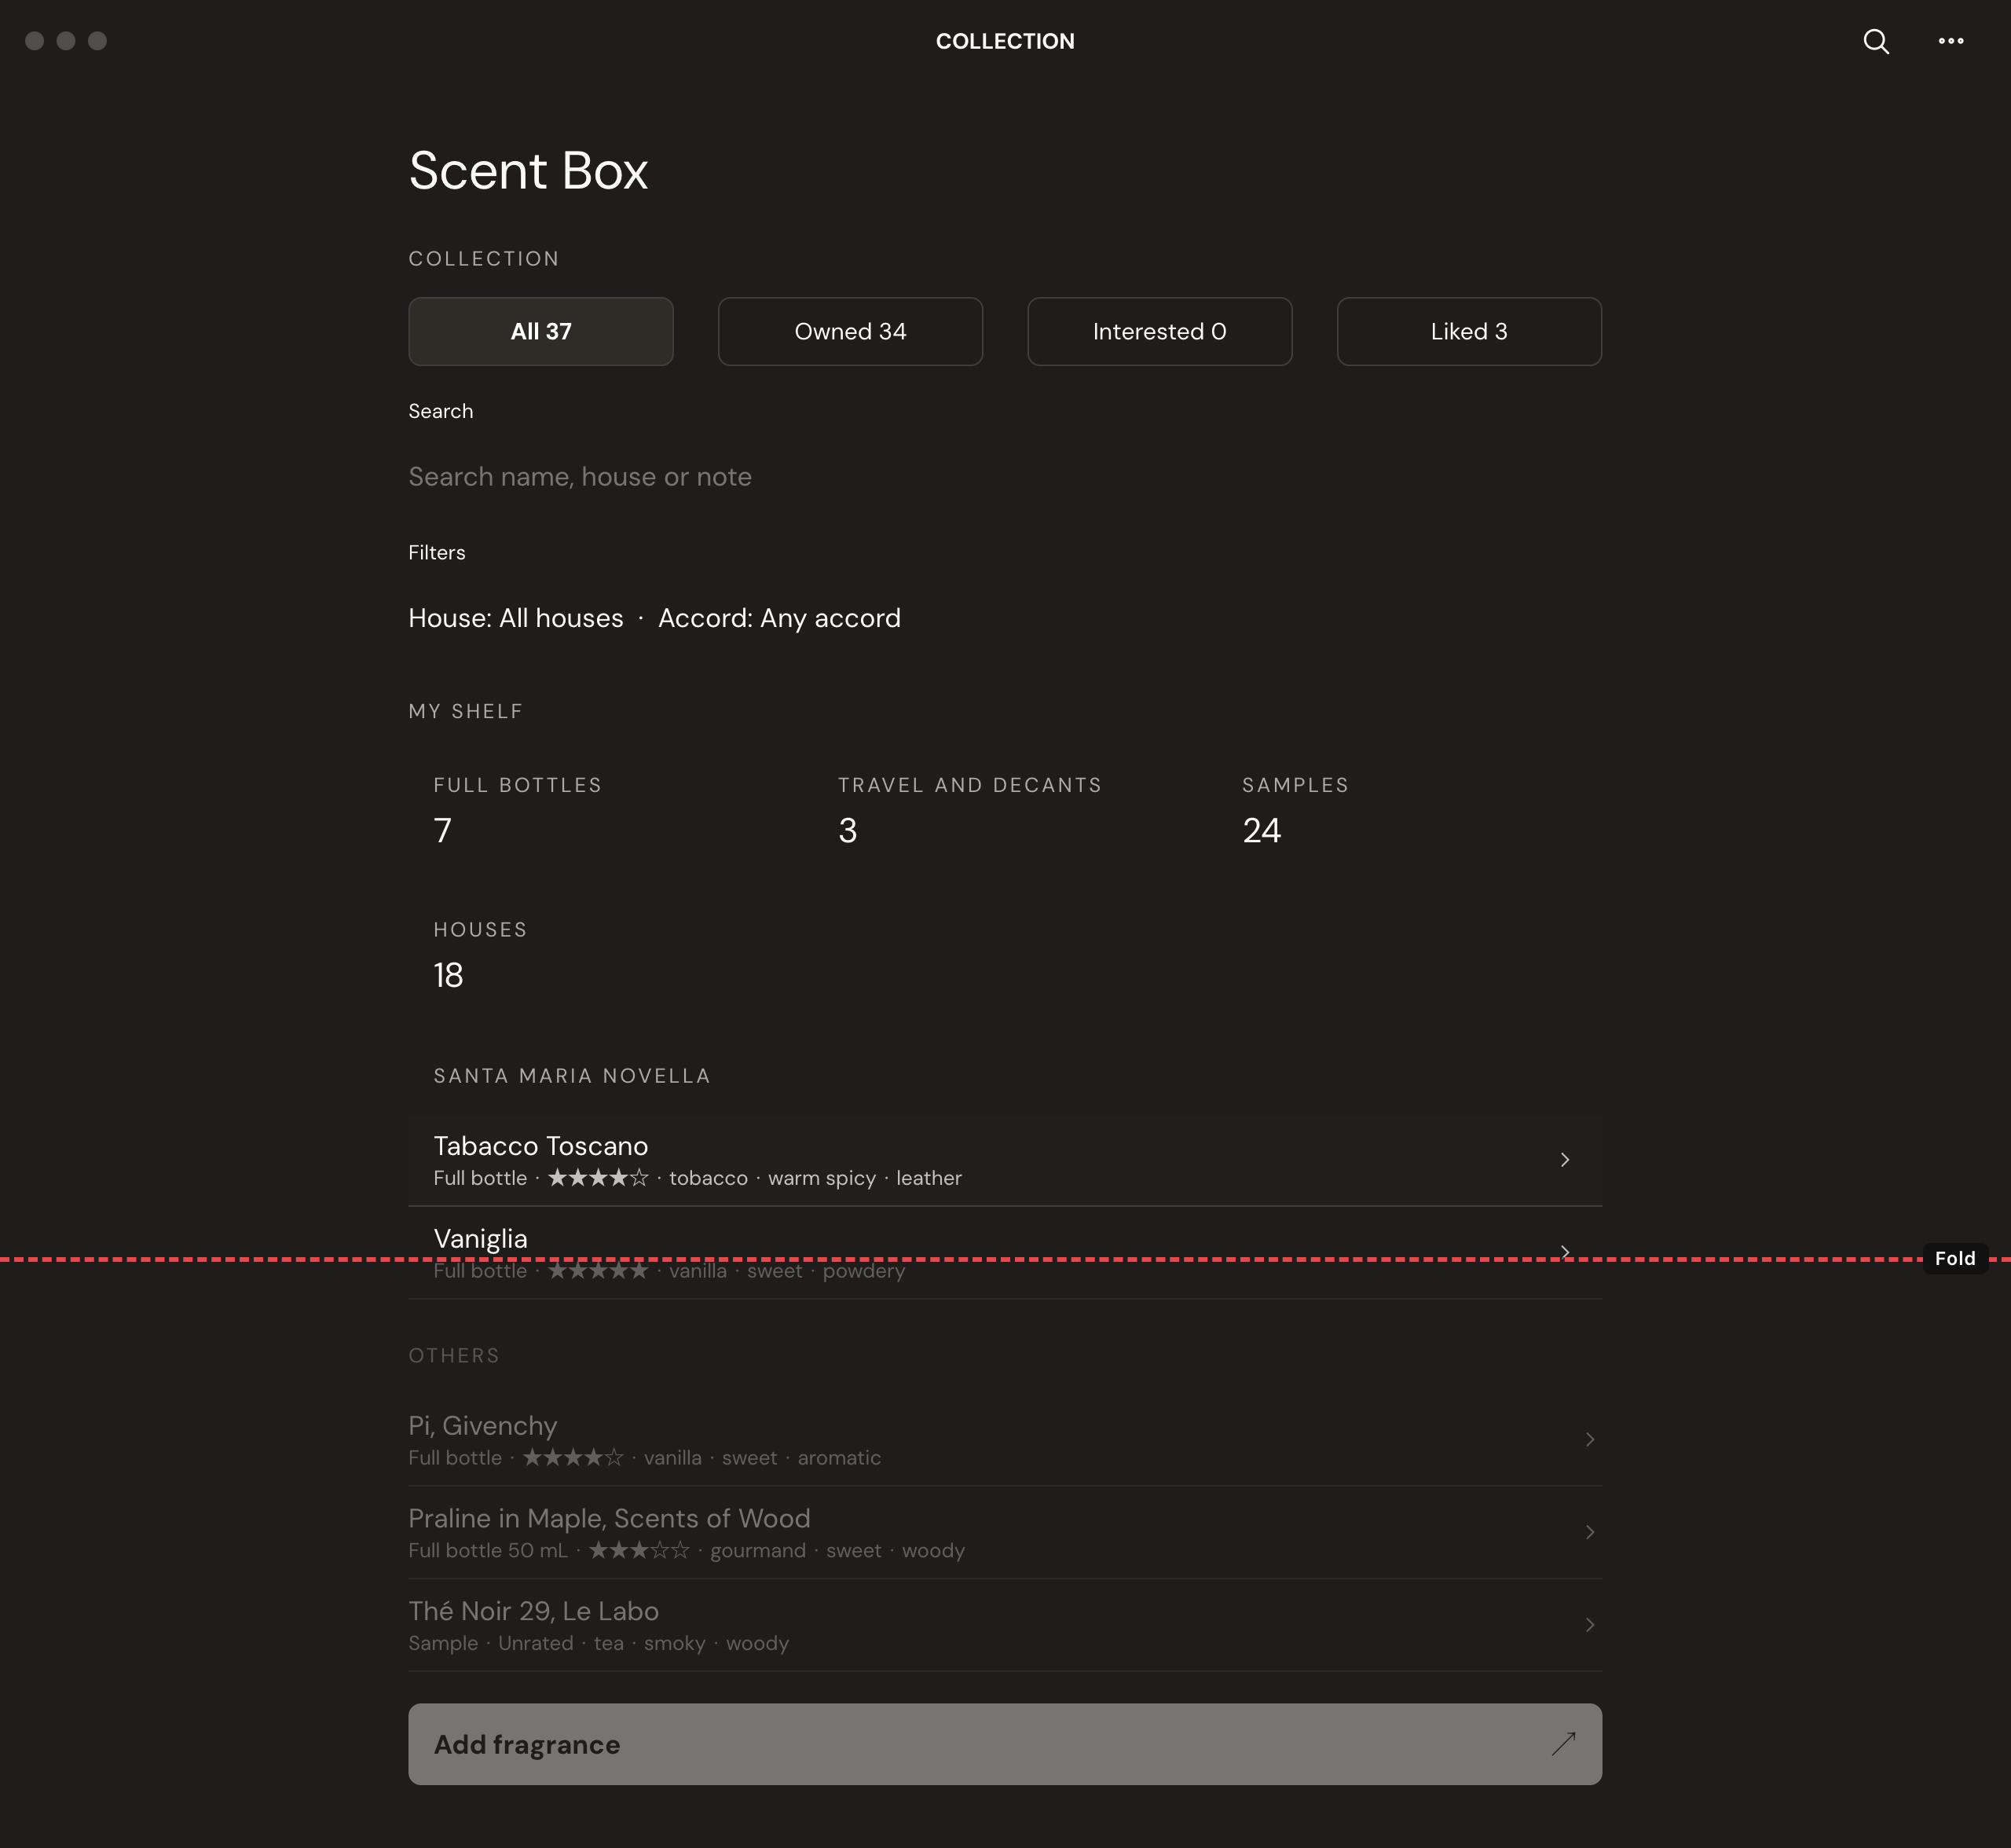 COLLECTION
Scent Box
COLLECTION
All 37
Owned 34
Interested 0
Liked 3
Search
Search name, house or note
Filters
House: All houses · Accord: Any accord
MY SHELF
FULL BOTTLES
7
TRAVEL AND DECANTS
3
SAMPLES
24
HOUSES
18
SANTA MARIA NOVELLA
Tabacco Toscano
Full bottle · ★★★★☆ · tobacco · warm spicy · leather
Vaniglia
Fold
Full bottle · ★★★★★ · vanilla · sweet · powdery
OTHERS
Pi, Givenchy
Full bottle · ★★★★☆ · vanilla · sweet · aromatic
Praline in Maple, Scents of Wood
Full bottle 50 mL · ★★★☆☆ · gourmand · sweet · woody
Thé Noir 29, Le Labo
Sample · Unrated · tea · smoky · woody
Add fragrance